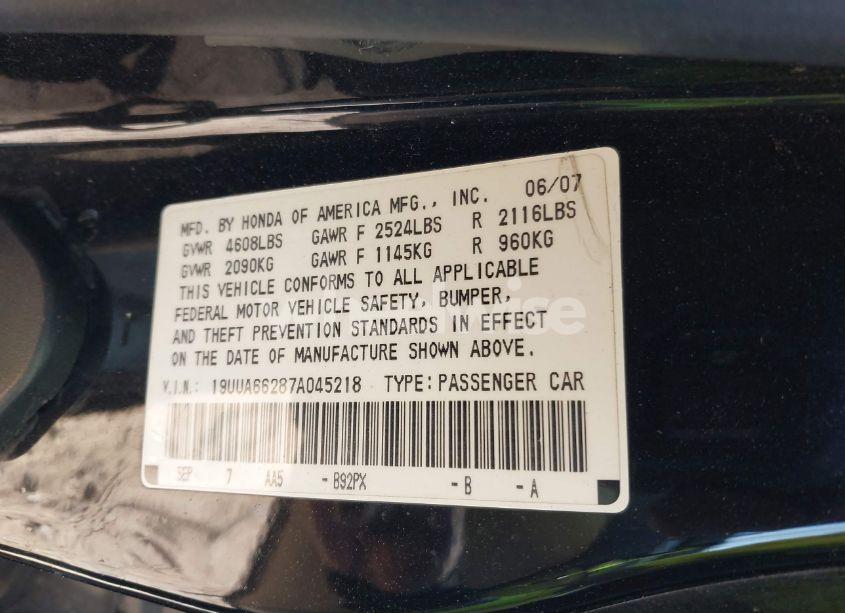 MFD. BY HONDA OF AMERICA MFG., INC. 06/07
GVWR 4608LBS GAWR F 2524LBS R 2116LBS
GVWR 2090KG GAWR F 1145KG R 960KG
THIS VEHICLE CONFORMS TO ALL APPLICABLE
FEDERAL MOTOR VEHICLE SAFETY, BUMPER,
AND THEFT PREVENTION STANDARDS IN EFFECT
ON THE DATE OF MANUFACTURE SHOWN ABOVE.
V.I.N.: 19UUA66287A045218 TYPE: PASSENGER CAR
SEP 7 AA5 -B92PX -B -A